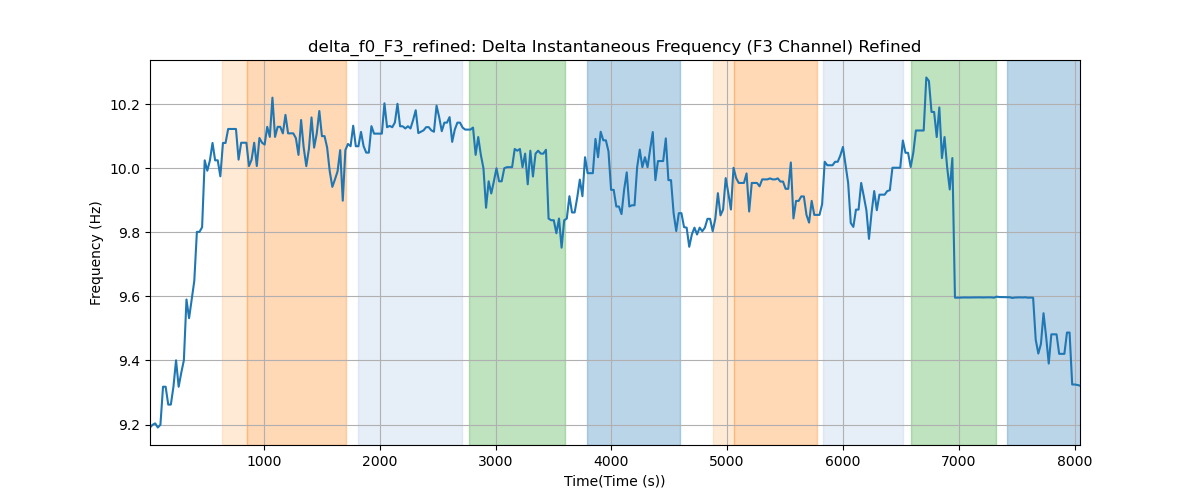 delta_f0_F3_refined: Delta Instantaneous Frequency (F3 Channel) Refined
Frequency (Hz)
10.2
10.0
9.8
9.6
9.4
9.2
1000 2000 3000 4000 5000 6000 7000 8000
Time(Time (s))